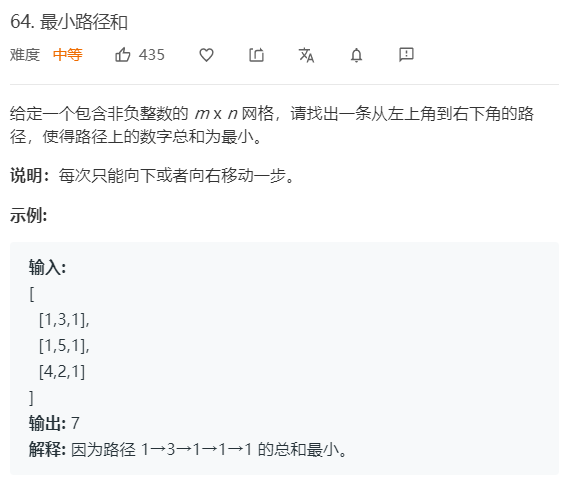 64. 最小路径和
难度 中等 435
给定一个包含非负整数的 m x n 网格，请找出一条从左上角到右下角的路
径，使得路径上的数字总和为最小。
说明：每次只能向下或者向右移动一步。
示例:
输入:
[
[1,3,1],
[1,5,1],
[4,2,1]
]
输出: 7
解释: 因为路径 1→3→1→1→1 的总和最小。